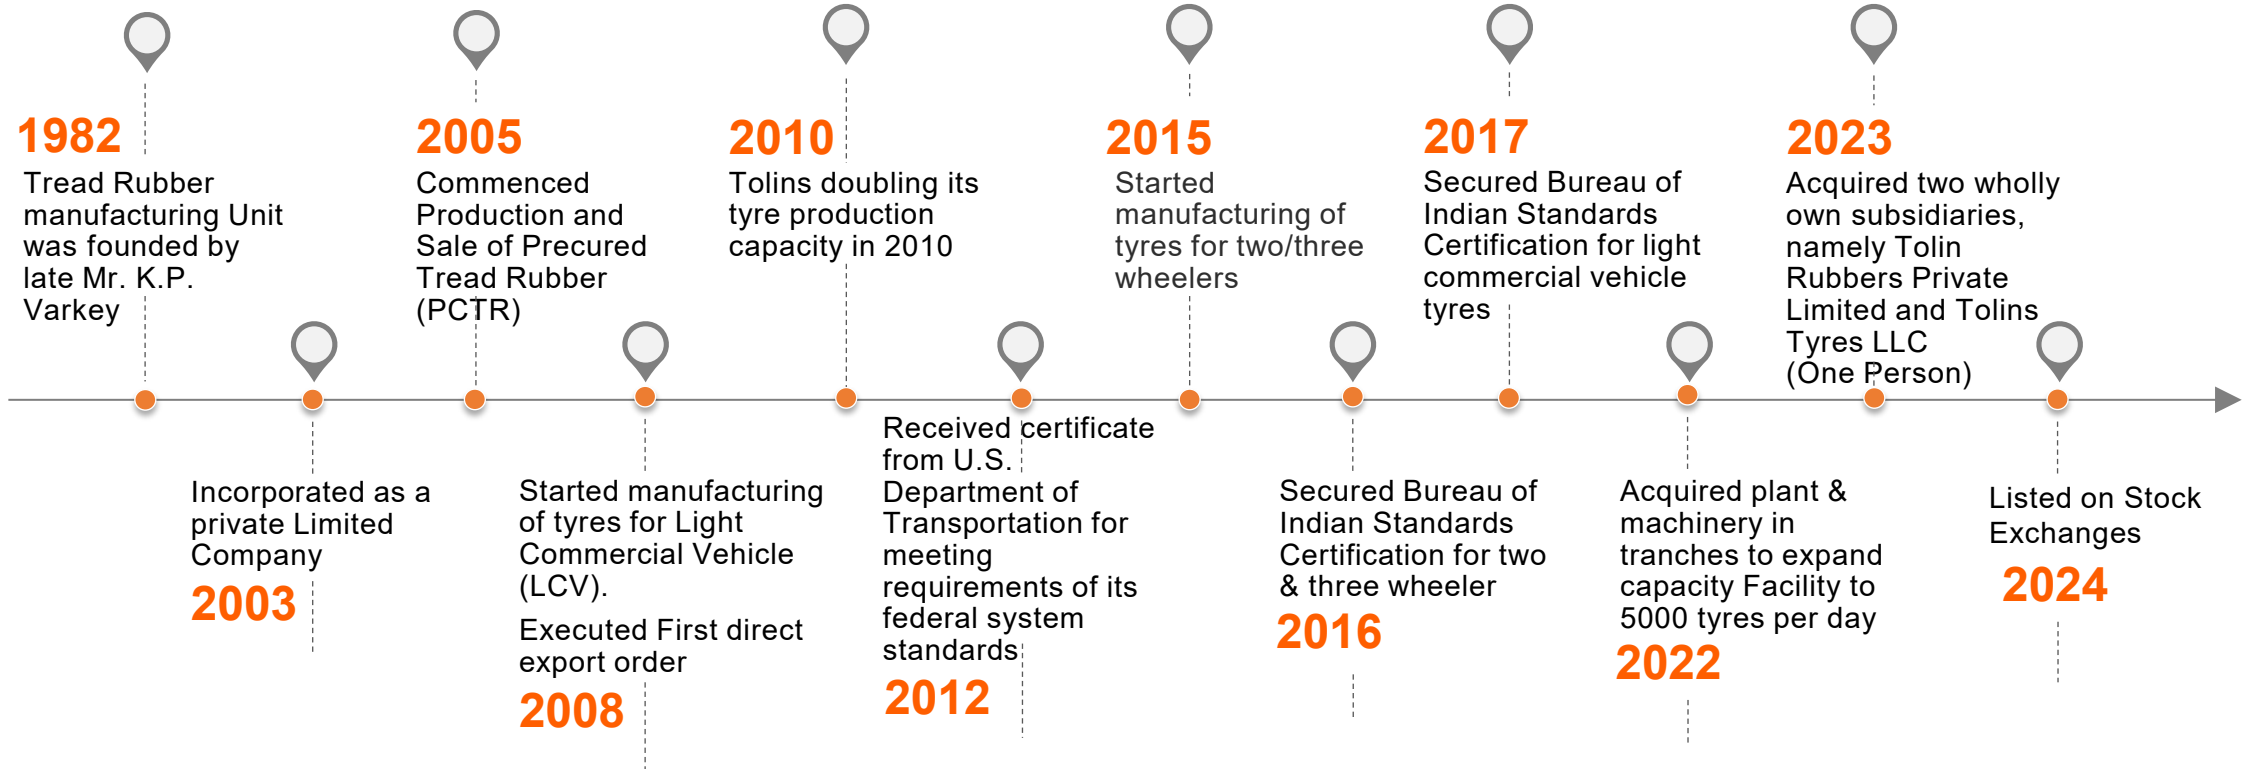 1982
Tread Rubber
manufacturing Unit
was founded by
late Mr. K.P.
Varkey
2003
Incorporated as a
private Limited
Company
2005
Commenced
Production and
Sale of Precured
Tread Rubber
(PCTR)
Started manufacturing
of tyres for Light
Commercial Vehicle
(LCV).
Executed First direct
export order
2008
2010
Tolins doubling its
tyre production
capacity in 2010
Received certificate
from U.S.
Department of
Transportation for
meeting
requirements of its
federal system
standards
2012
2015
Started
manufacturing of
tyres for two/three
wheelers
Secured Bureau of
Indian Standards
Certification for two
& three wheeler
2016
2017
Secured Bureau of
Indian Standards
Certification for light
commercial vehicle
tyres
Acquired plant &
machinery in
tranches to expand
capacity Facility to
5000 tyres per day
2022
2023
Acquired two wholly
own subsidiaries,
namely Tolin
Rubbers Private
Limited and Tolins
Tyres LLC
(One Person)
Listed on Stock
Exchanges
2024